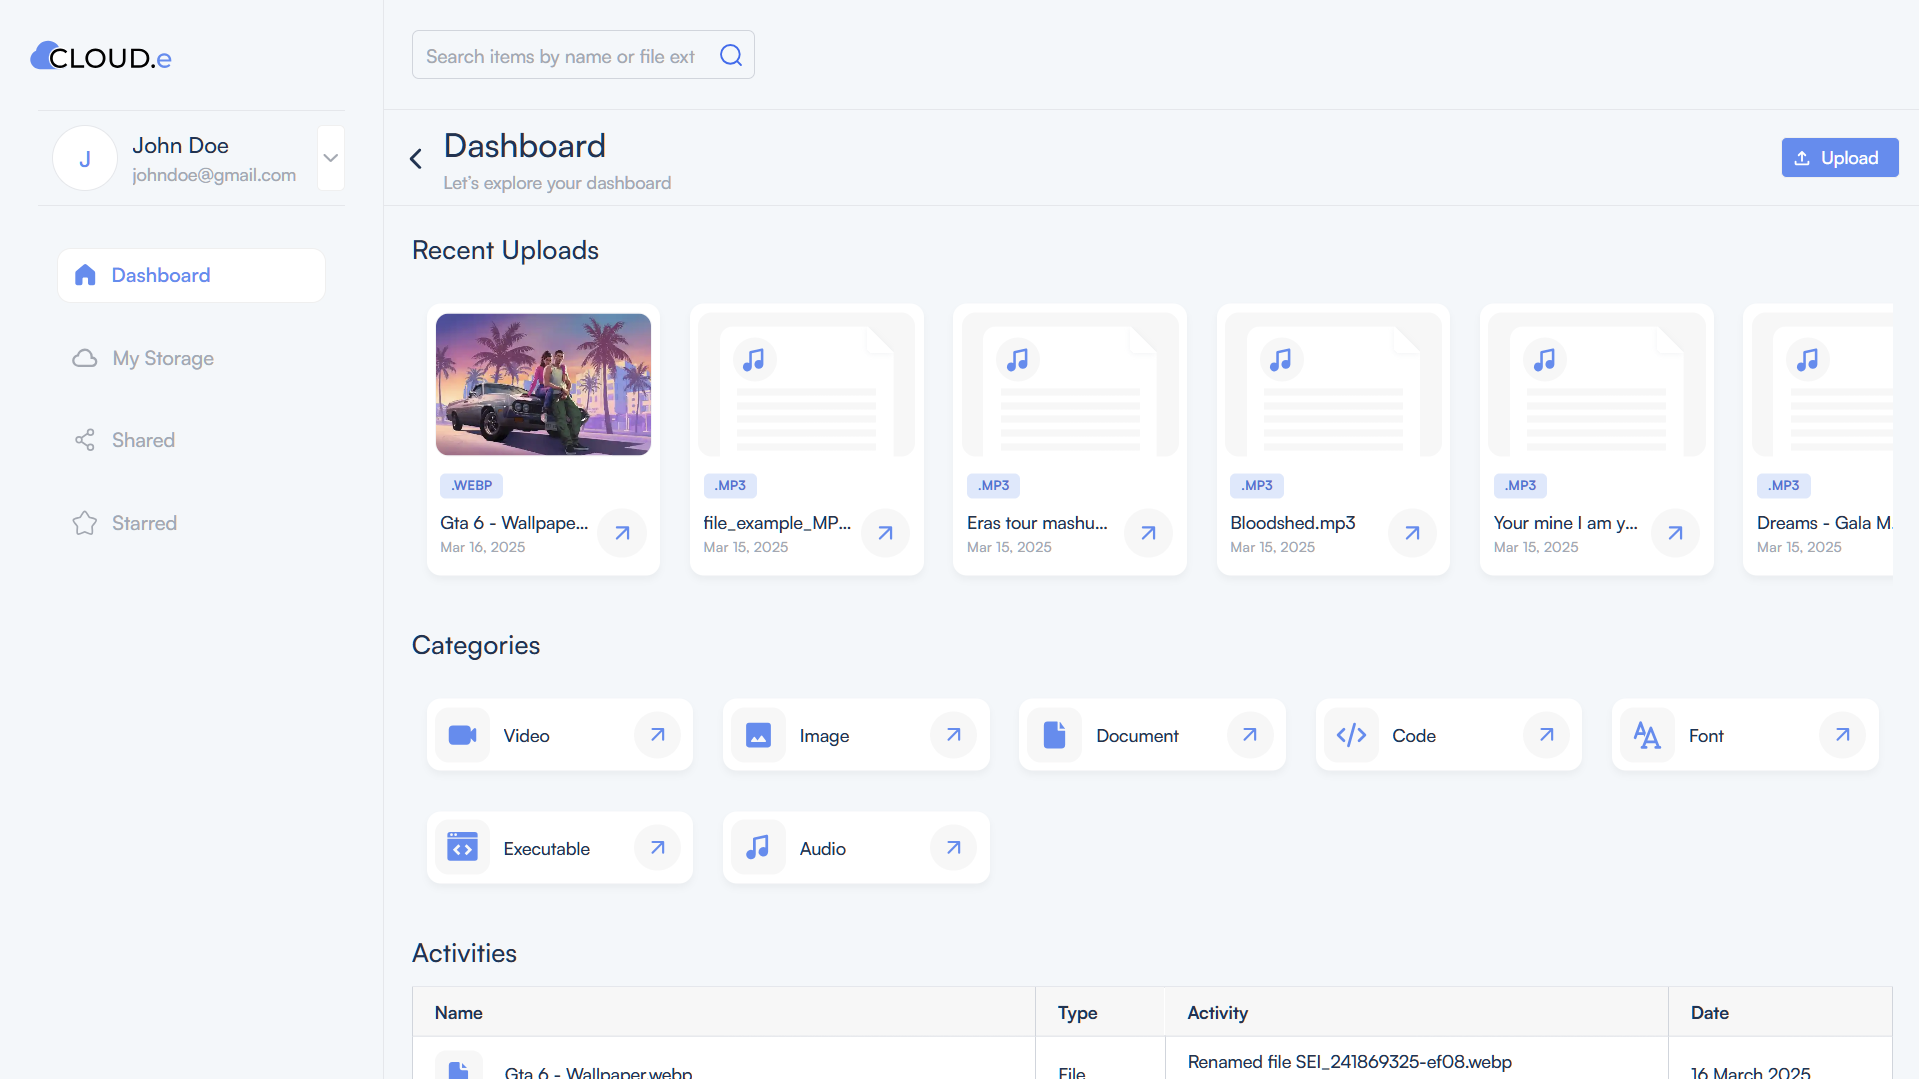 CLOUD.e
Search items by name or file ext
J
John Doe
johndoe@gmail.com
Dashboard
Let's explore your dashboard
Upload
Dashboard
My Storage
Shared
Starred
Recent Uploads
.WEBP
Gta 6 - Wallpape...
Mar 16, 2025
.MP3
file_example_MP...
Mar 15, 2025
.MP3
Eras tour mashu...
Mar 15, 2025
.MP3
Bloodshed.mp3
Mar 15, 2025
.MP3
Your mine I am y...
Mar 15, 2025
.MP3
Dreams - Gala M.
Mar 15, 2025
Categories
Video
Image
Document
Code
Font
Executable
Audio
Activities
Name
Type
Activity
Date
Gta 6 - Wallpaper.webp
File
Renamed file SEI_241869325-ef08.webp
16 March 2025